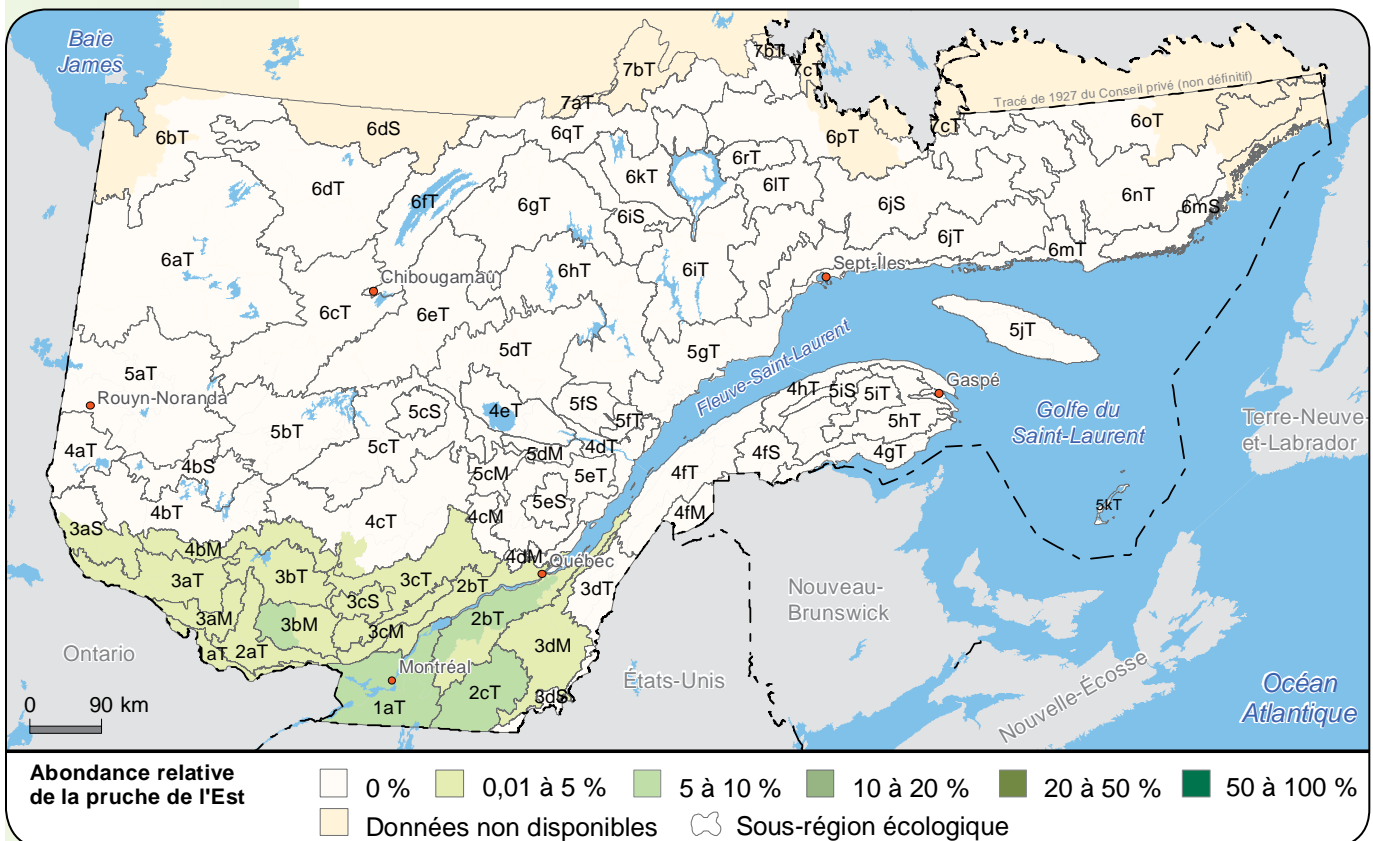 Baie
James
7bT
7cT
7bT
7aT
Tracé de 1927 du Conseil privé (non définitif)
6dS
6bT
6qT
6pT
7cT
6oT
6rT
6kT
6lT
6dT
6fT
6gT
6iS
6jS
6nT
6mS
6jT
6mT
6aT
6hT
6iT
Sept-Îles
Chibougamau
6cT
6eT
5jT
5dT
5gT
Fleuve-Saint-Laurent
5aT
Rouyn-Noranda
4hT
5iS
5iT
Gaspé
5cS
4eT
5fS
5fT
5hT
Golfe du
Saint-Laurent
Terre-Neuve-
et-Labrador
5bT
5cT
4aT
4dT
5dM
4fS
4gT
4bS
5cM
5eT
4fT
5eS
5kT
4bT
4cT
4cM
4fM
3aS
4bM
4dM
Québec
3aT
3bT
3cT
2bT
3dT
Nouveau-
Brunswick
3cS
3aM
3bM
3cM
2bT
3dM
Ontario
1aT
2aT
Montréal
États-Unis
2cT
3dS
1aT
Nouvelle-Écosse
Océan
Atlantique
0 90 km
Abondance relative
de la pruche de l'Est
0 % 0,01 à 5 % 5 à 10 % 10 à 20 % 20 à 50 % 50 à 100 %
Données non disponibles Sous-région écologique